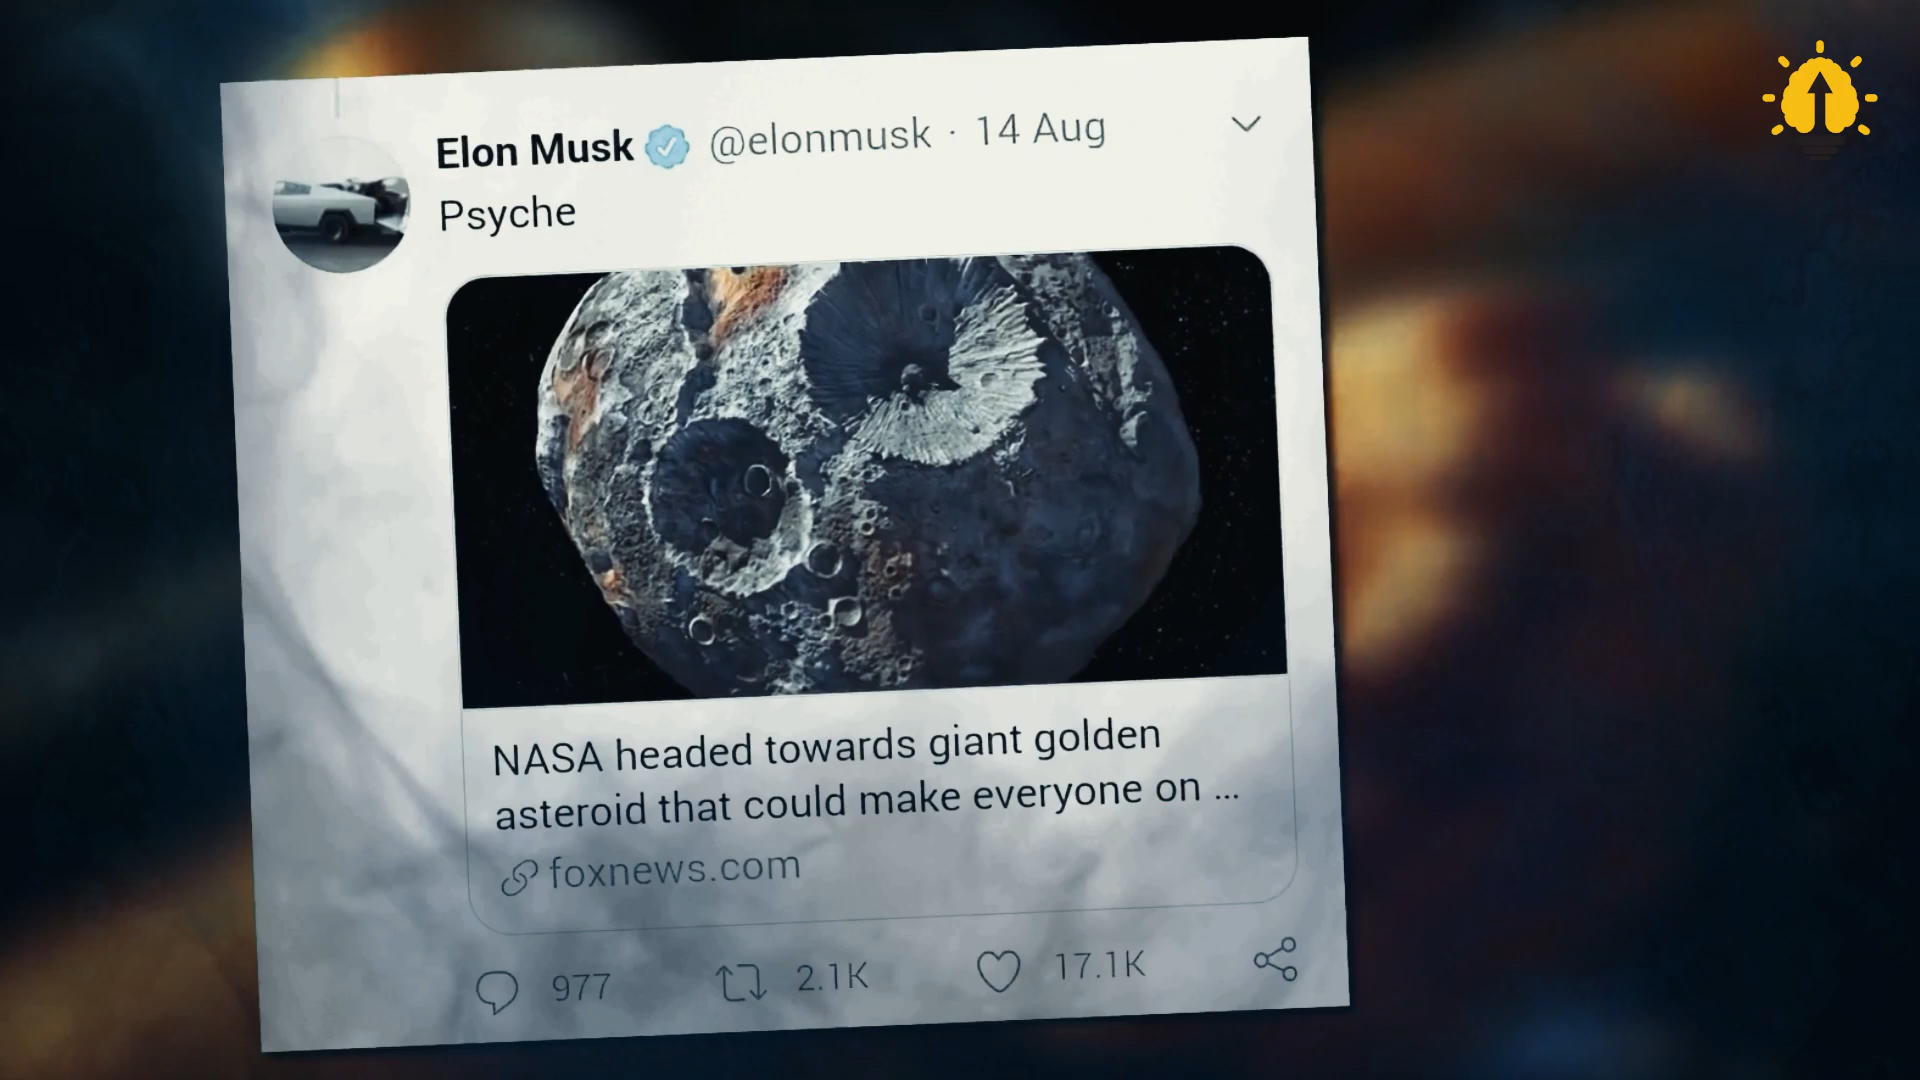 Elon Musk @elonmusk · 14 Aug
Psyche
NASA headed towards giant golden
asteroid that could make everyone on ...
foxnews.com
977 2.1K 17.1K